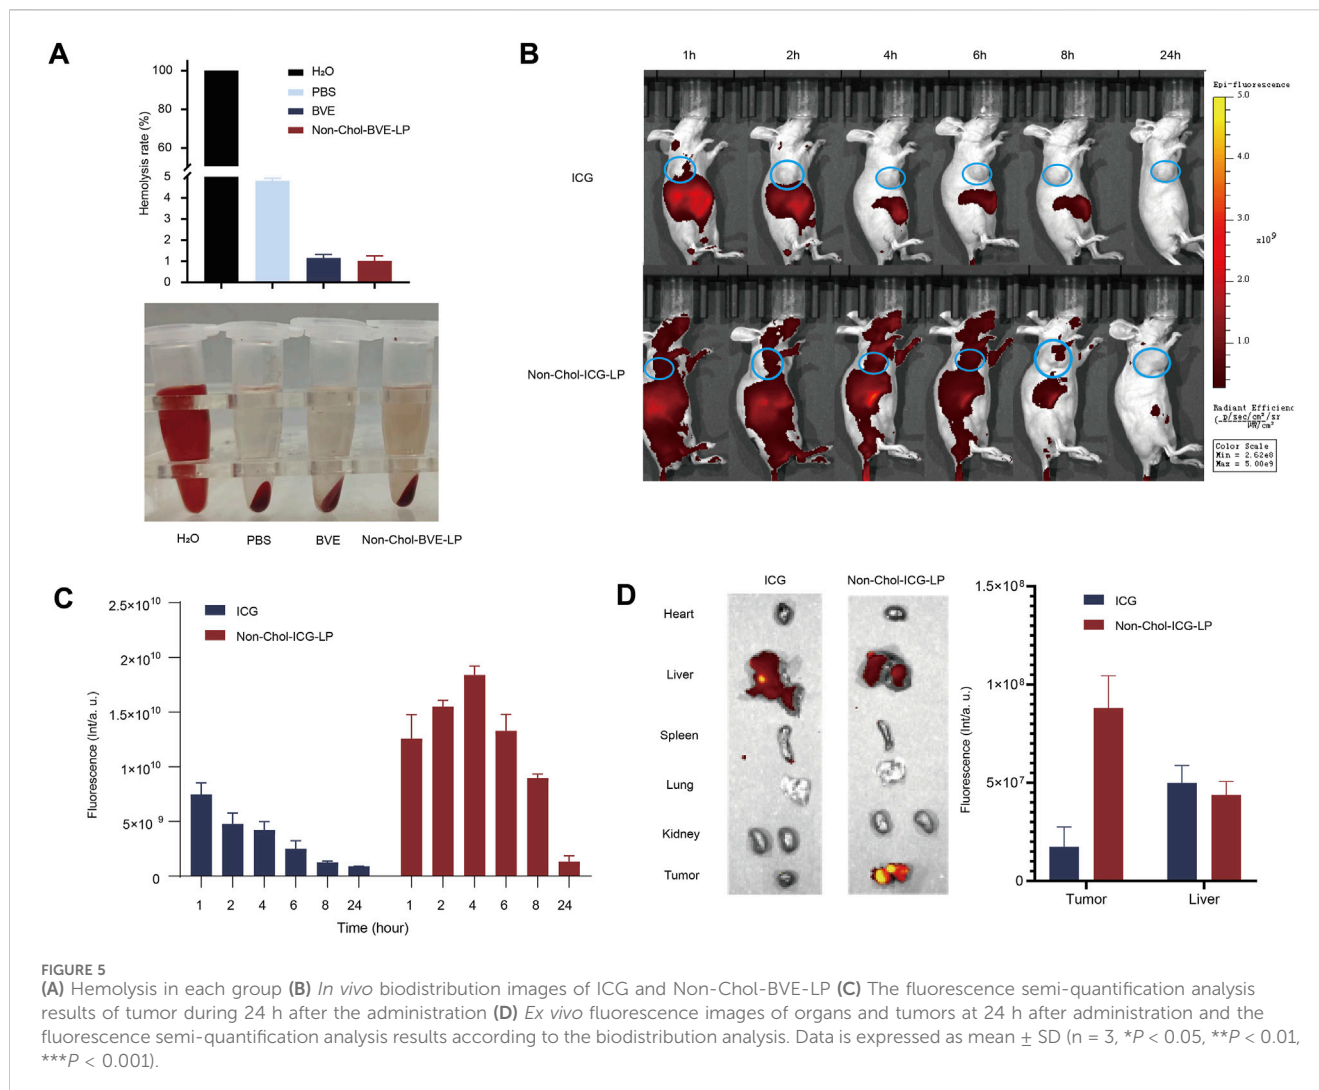 A
Hemolysis rate (%)
100
80
60
5
4
3
2
1
0
H₂O
PBS
BVE
Non-Chol-BVE-LP
H₂O
PBS
BVE
Non-Chol-BVE-LP
B
1h 2h 4h 6h 8h 24h
ICG
Non-Chol-ICG-LP
Epi-fluorescence
5.0
4.0
3.0
x10⁹
2.0
1.0
Radiant Efficienc
(p/sec/cm²/sr
µW/cm²
Color Scale
Min = 2.62e8
Max = 5.00e9
C
Fluorescence (Int/a. u.)
2.5×10¹⁰
2×10¹⁰
1.5×10¹⁰
1×10¹⁰
5×10⁹
0
ICG
Non-Chol-ICG-LP
1 2 4 6 8 24 1 2 4 6 8 24
Time (hour)
D
ICG Non-Chol-ICG-LP
Heart
Liver
Spleen
Lung
Kidney
Tumor
Fluorescence (Int/a. u.)
1.5×10⁸
1×10⁸
5×10⁷
0
ICG
Non-Chol-ICG-LP
Tumor Liver
FIGURE 5
(A) Hemolysis in each group (B) In vivo biodistribution images of ICG and Non-Chol-BVE-LP (C) The fluorescence semi-quantification analysis
results of tumor during 24 h after the administration (D) Ex vivo fluorescence images of organs and tumors at 24 h after administration and the
fluorescence semi-quantification analysis results according to the biodistribution analysis. Data is expressed as mean ± SD (n = 3, *P < 0.05, **P < 0.01,
***P < 0.001).